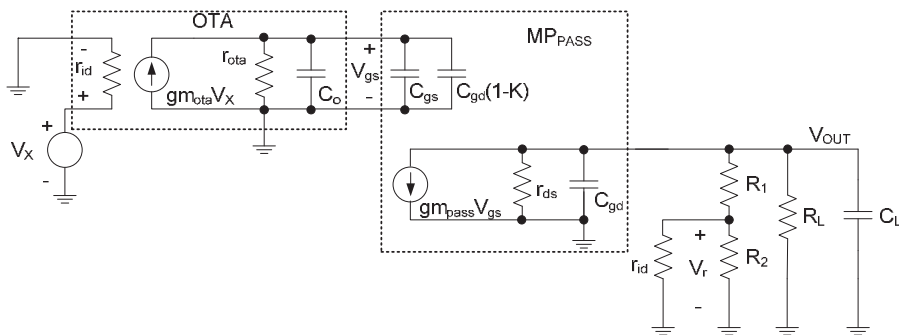 OTA
MP_PASS
-
r_id
+
gm_ota V_X
r_ota
C_o
+
V_gs
-
C_gs
C_gd(1-K)
+
V_X
-
gm_pass V_gs
r_ds
C_gd
V_OUT
R_1
r_id
+
V_r
-
R_2
R_L
C_L